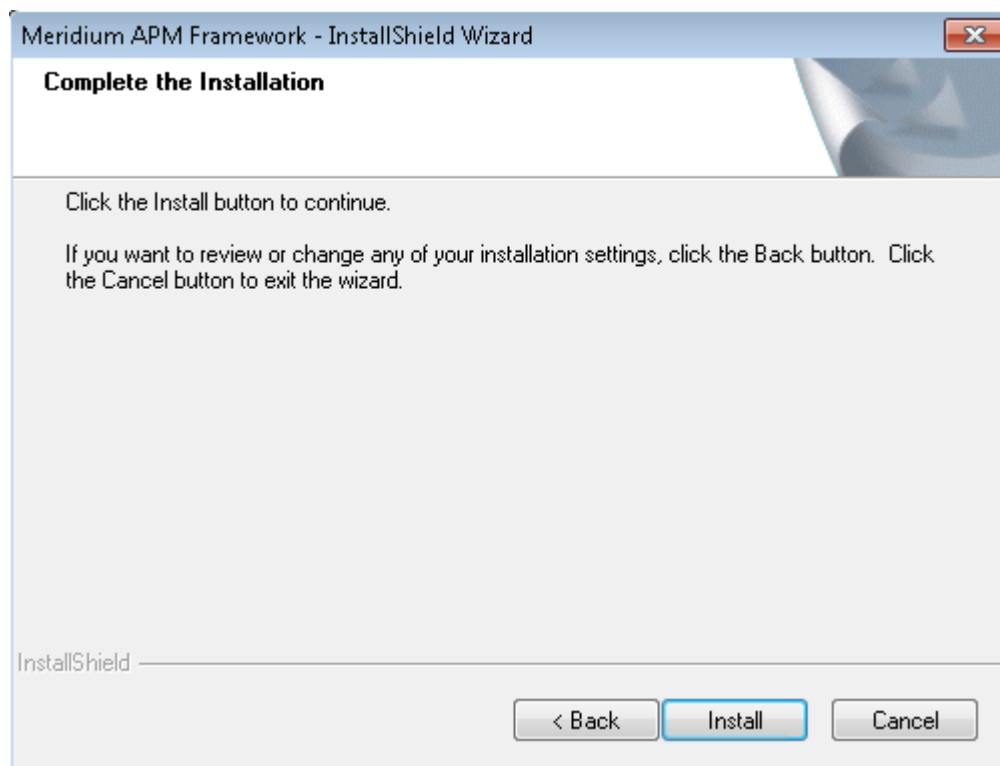 Meridium APM Framework - InstallShield Wizard
Complete the Installation
Click the Install button to continue.
If you want to review or change any of your installation settings, click the Back button.  Click
the Cancel button to exit the wizard.
InstallShield
< Back
Install
Cancel